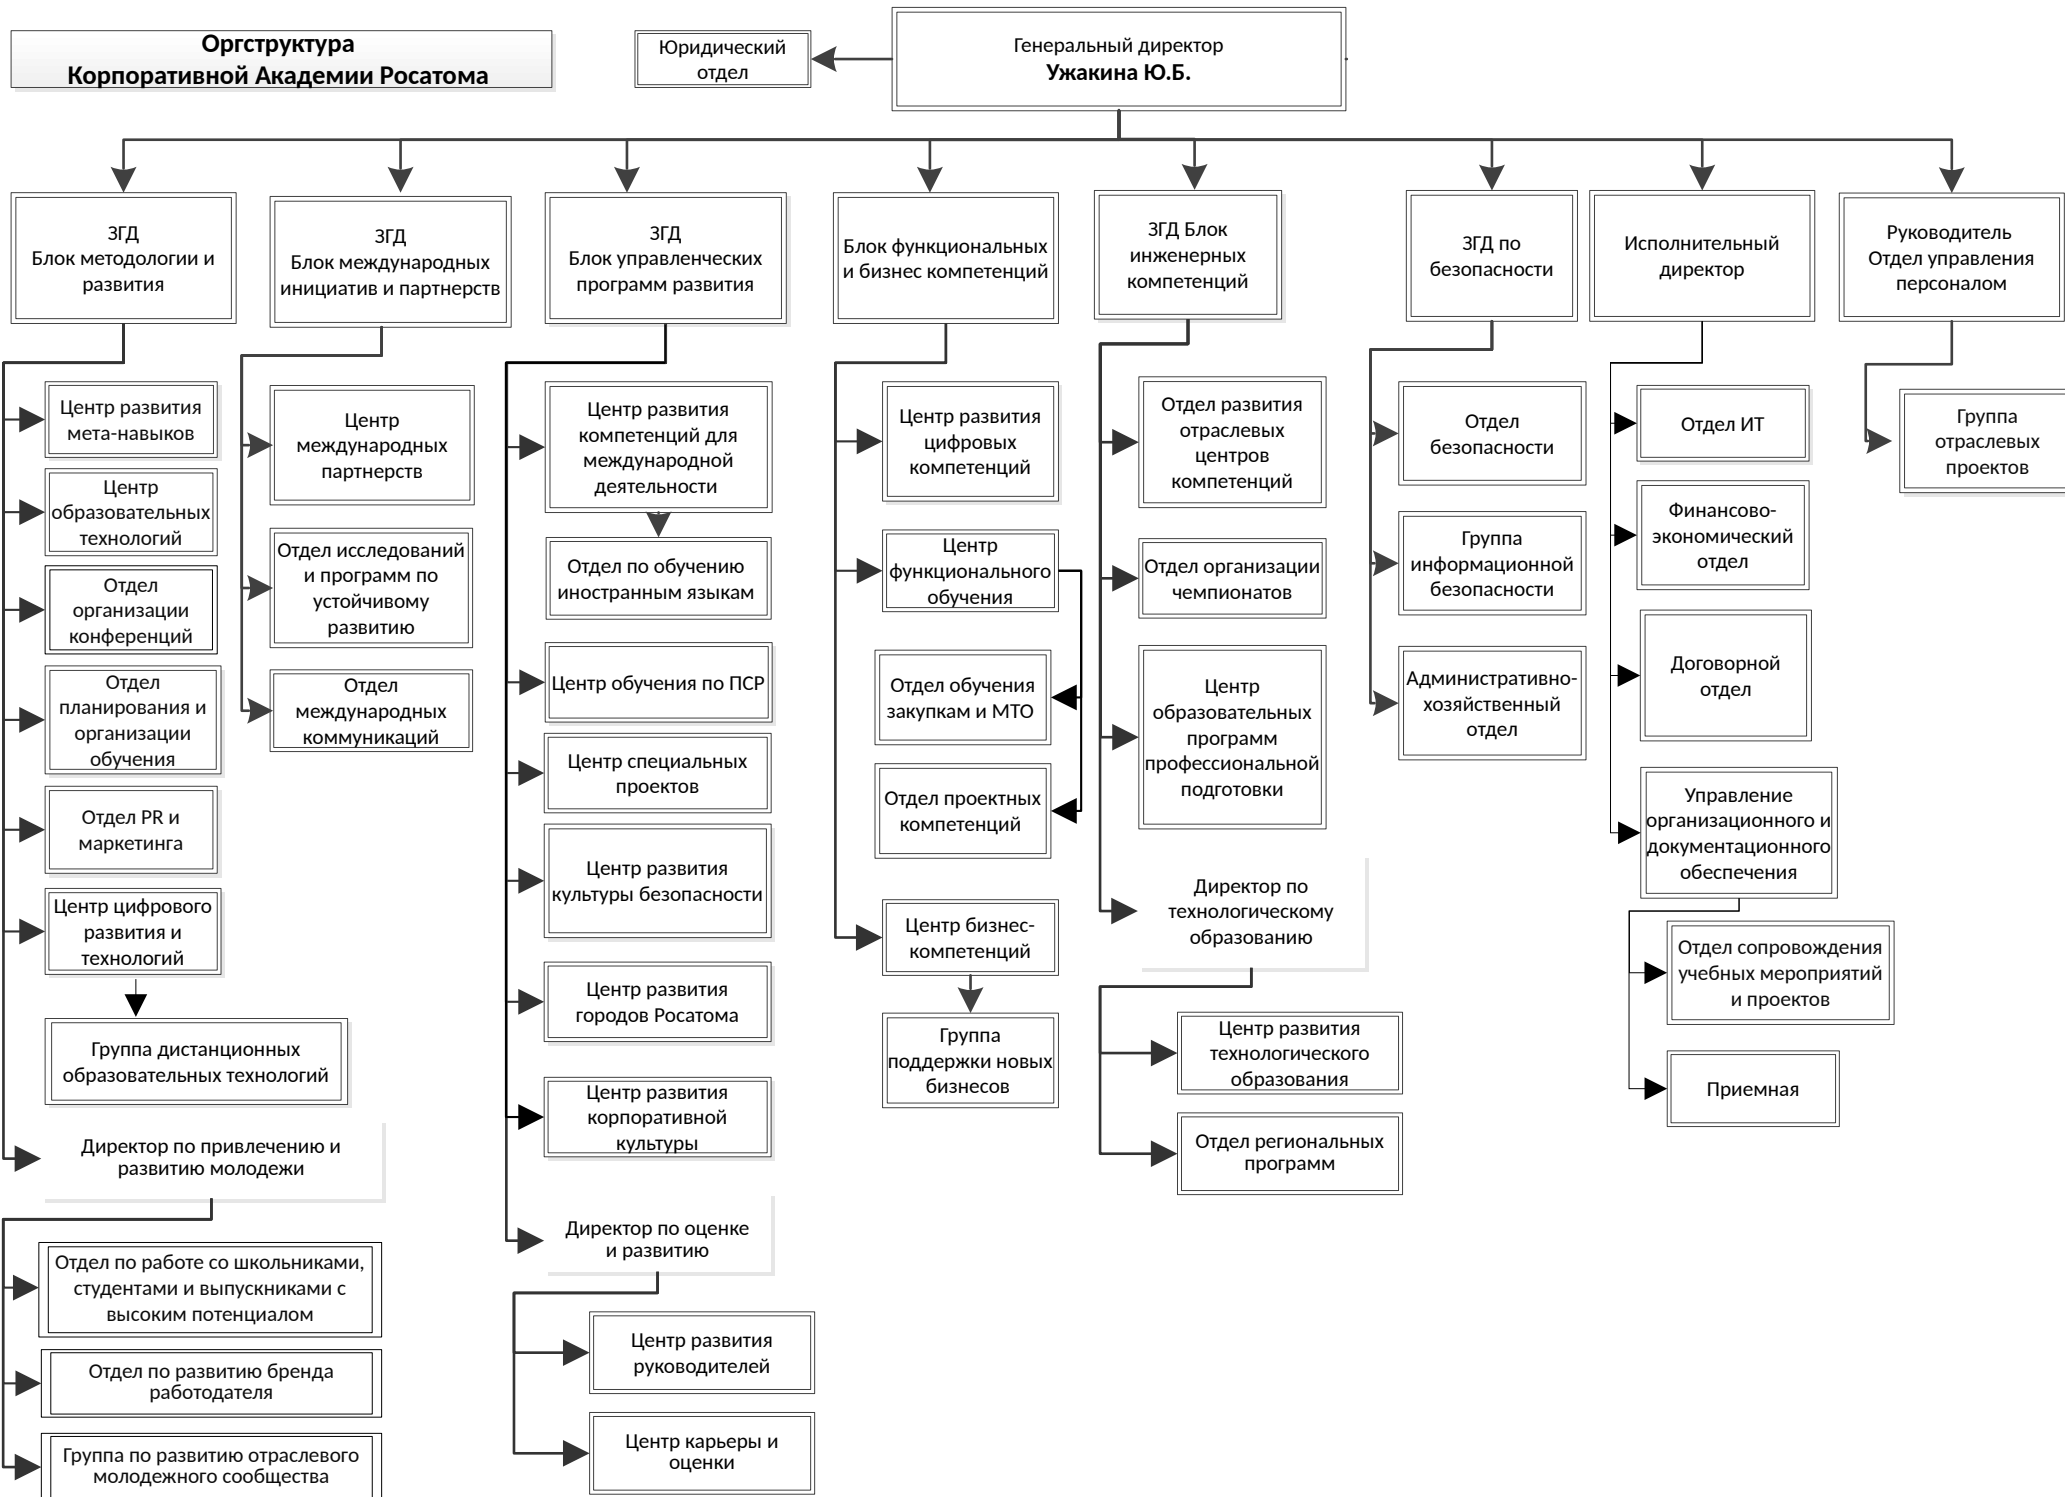 Оргструктура
Корпоративной Академии Росатома
Юридический
отдел
Генеральный директор
Ужакина Ю.Б.
ЗГД
Блок методологии и
развития
ЗГД
Блок международных
инициатив и партнерств
ЗГД
Блок управленческих
программ развития
Блок функциональных
и бизнес компетенций
ЗГД Блок
инженерных
компетенций
ЗГД по
безопасности
Исполнительный
директор
Руководитель
Отдел управления
персоналом
Центр развития
мета-навыков
Центр
образовательных
технологий
Отдел
организации
конференций
Отдел
планирования и
организации
обучения
Отдел PR и
маркетинга
Центр цифрового
развития и
технологий
Группа дистанционных
образовательных технологий
Директор по привлечению и
развитию молодежи
Отдел по работе со школьниками,
студентами и выпускниками с
высоким потенциалом
Отдел по развитию бренда
работодателя
Группа по развитию отраслевого
молодежного сообщества
Центр
международных
партнерств
Отдел исследований
и программ по
устойчивому
развитию
Отдел
международных
коммуникаций
Центр развития
компетенций для
международной
деятельности
Отдел по обучению
иностранным языкам
Центр обучения по ПСР
Центр специальных
проектов
Центр развития
культуры безопасности
Центр развития
городов Росатома
Центр развития
корпоративной
культуры
Директор по оценке
и развитию
Центр развития
руководителей
Центр карьеры и
оценки
Центр развития
цифровых
компетенций
Центр
функционального
обучения
Отдел обучения
закупкам и МТО
Отдел проектных
компетенций
Центр бизнес-
компетенций
Группа
поддержки новых
бизнесов
Отдел развития
отраслевых
центров
компетенций
Отдел организации
чемпионатов
Центр
образовательных
программ
профессиональной
подготовки
Директор по
технологическому
образованию
Центр развития
технологического
образования
Отдел региональных
программ
Отдел
безопасности
Группа
информационной
безопасности
Административно-
хозяйственный
отдел
Отдел ИТ
Финансово-
экономический
отдел
Договорной
отдел
Управление
организационного и
документационного
обеспечения
Отдел сопровождения
учебных мероприятий
и проектов
Приемная
Группа
отраслевых
проектов